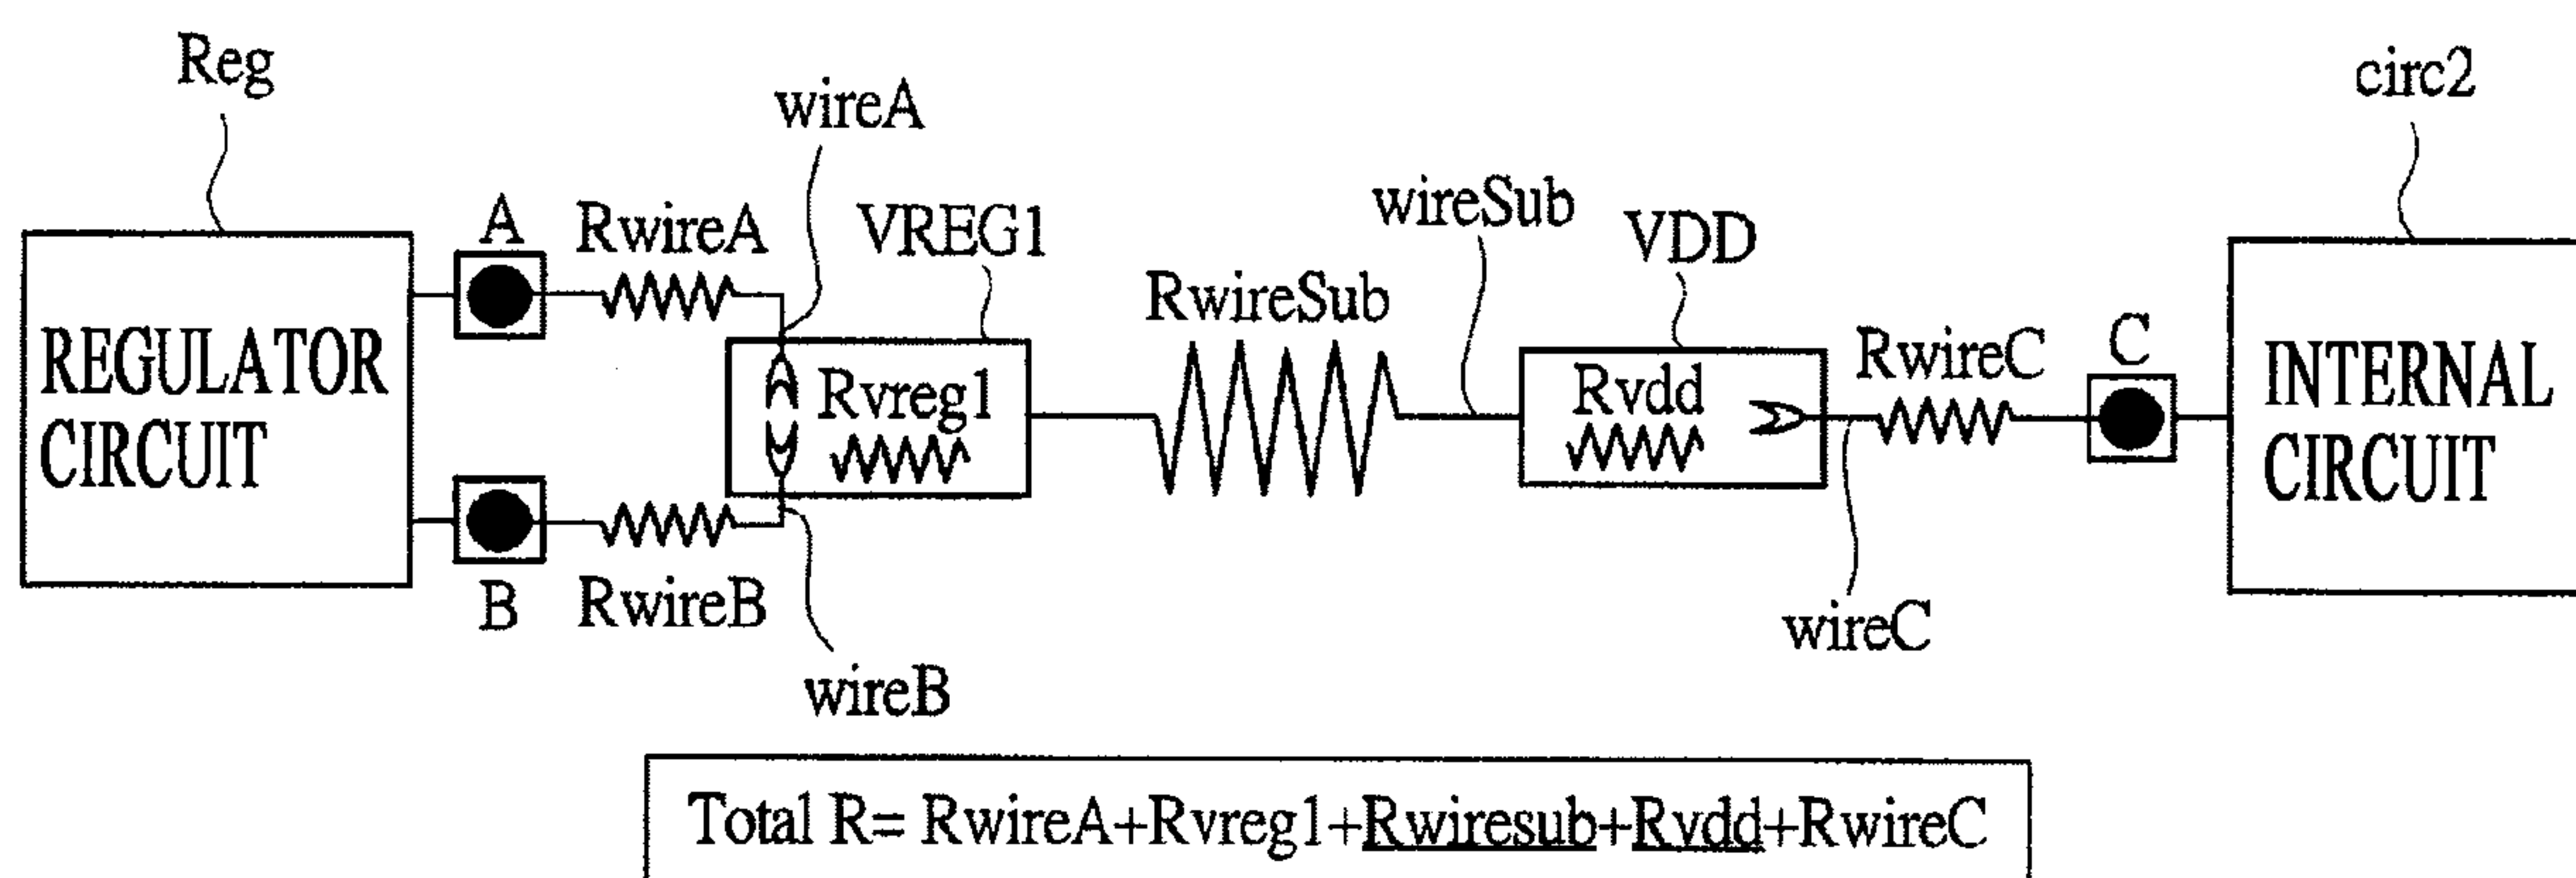 Reg
circ2
wireA
A
RwireA
VREG1
wireSub
VDD
RwireSub
RwireC
C
REGULATOR
CIRCUIT
Rvreg1
Rvdd
INTERNAL
CIRCUIT
B
RwireB
wireC
wireB
Total R= RwireA+Rvreg1+Rwiresub+Rvdd+RwireC